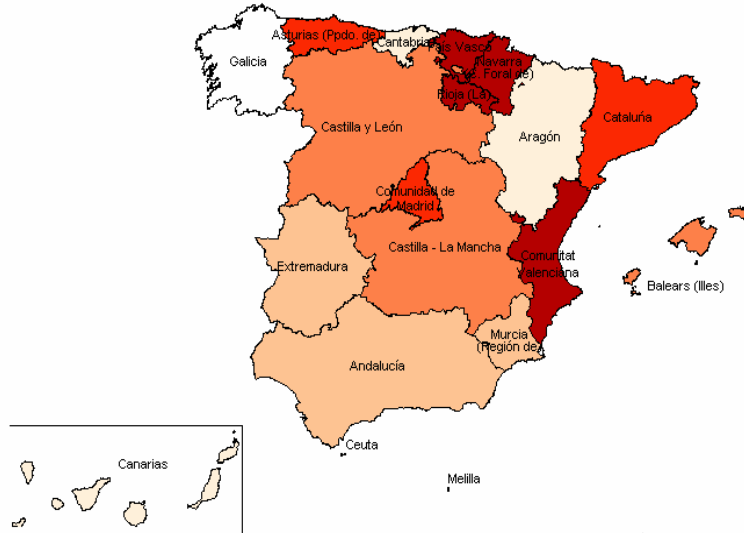 Asturias (Ppdo. de)
Cantabria
País Vasco
Galicia
Navarra
Foral de)
Rioja (La)
Castilla y León
Cataluña
Aragón
Comunidad de
Madrid
Castilla - La Mancha
Comunitat
Valenciana
Extremadura
Balears (Illes)
Murcia
(Región de)
Andalucía
Ceuta
Canarias
Melilla